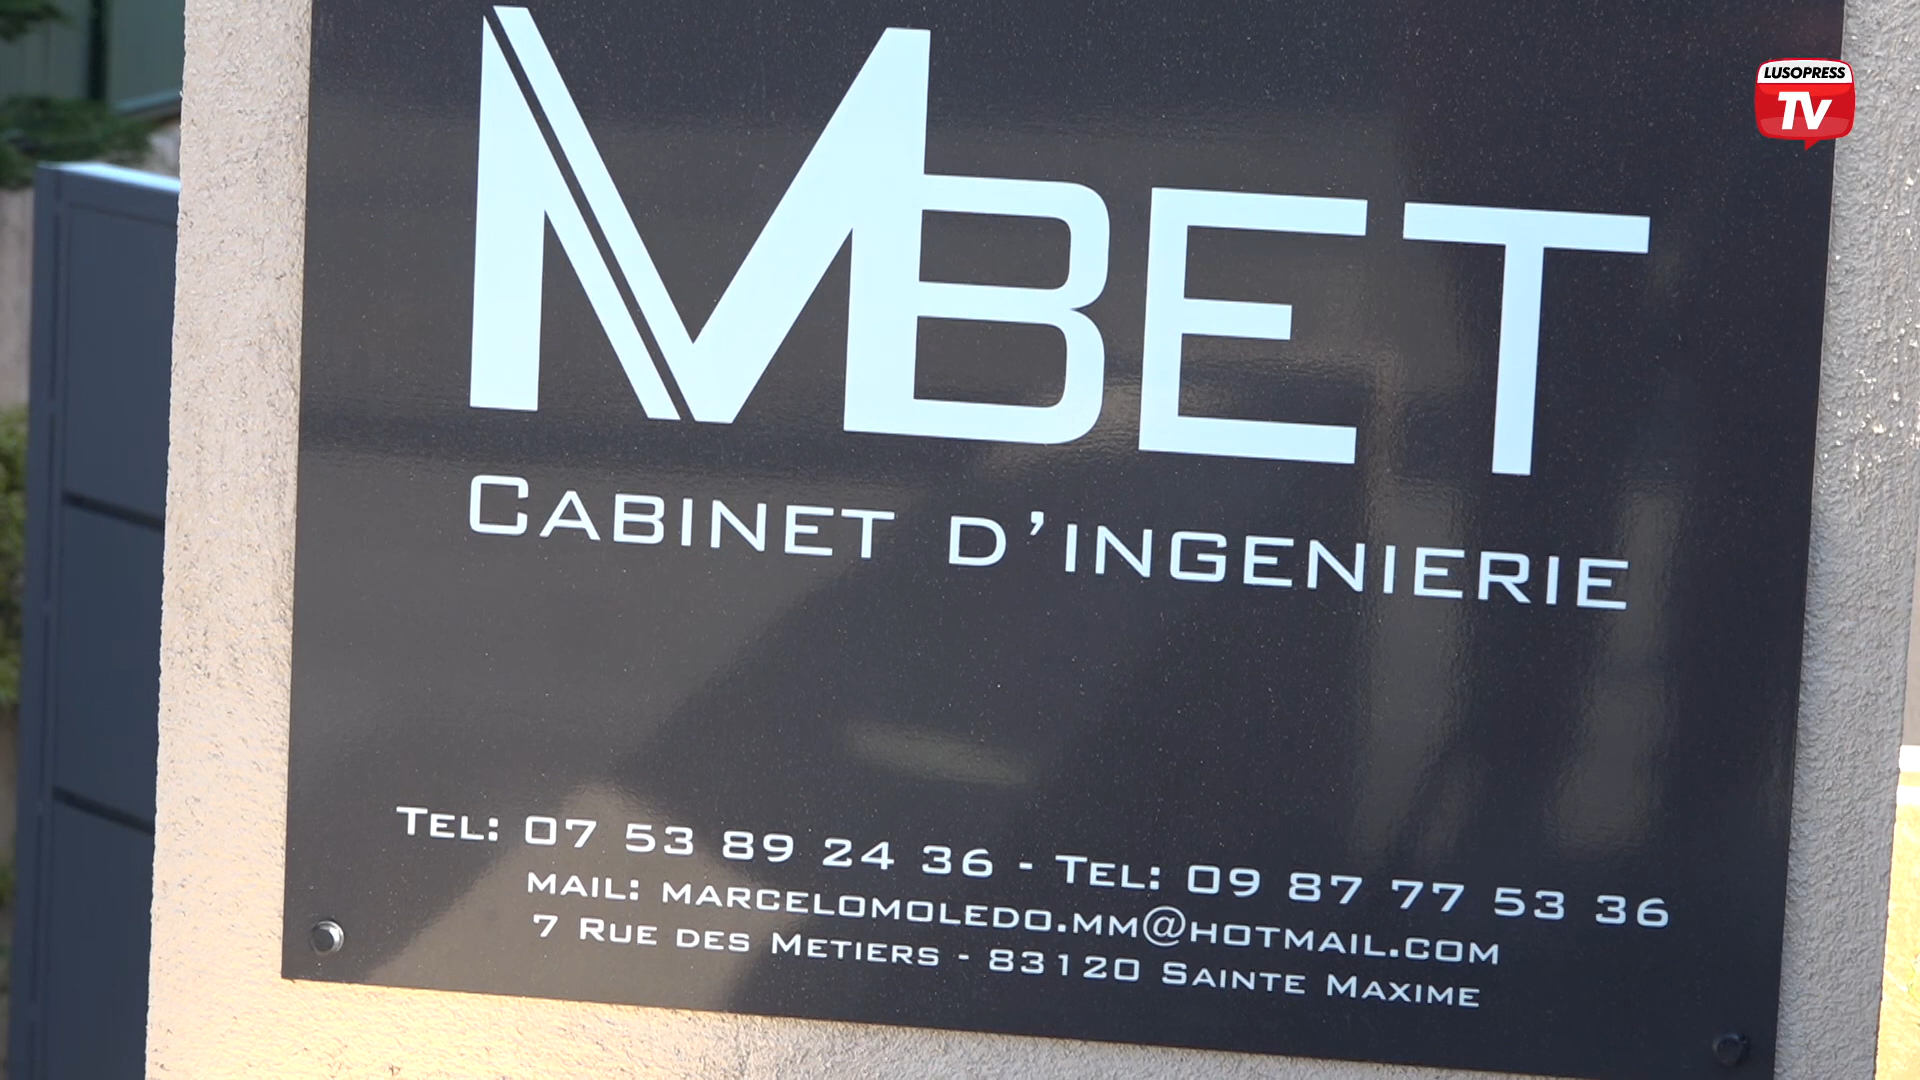 LUSOPRESS
TV
MBET
CABINET D'INGENIERIE
TEL: 07 53 89 24 36 - TEL: 09 87 77 53 36
MAIL: MARCELOMOLEDO.MM@HOTMAIL.COM
7 RUE DES METIERS - 83120 SAINTE MAXIME